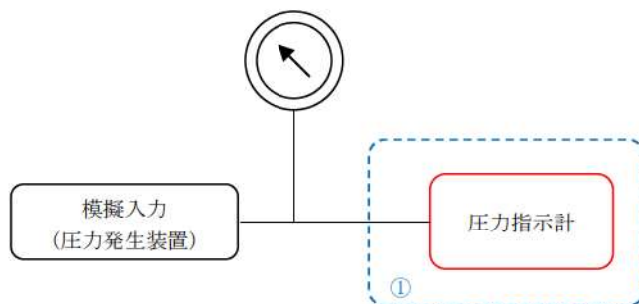 模擬入力
（圧力発生装置）
圧力指示計
①